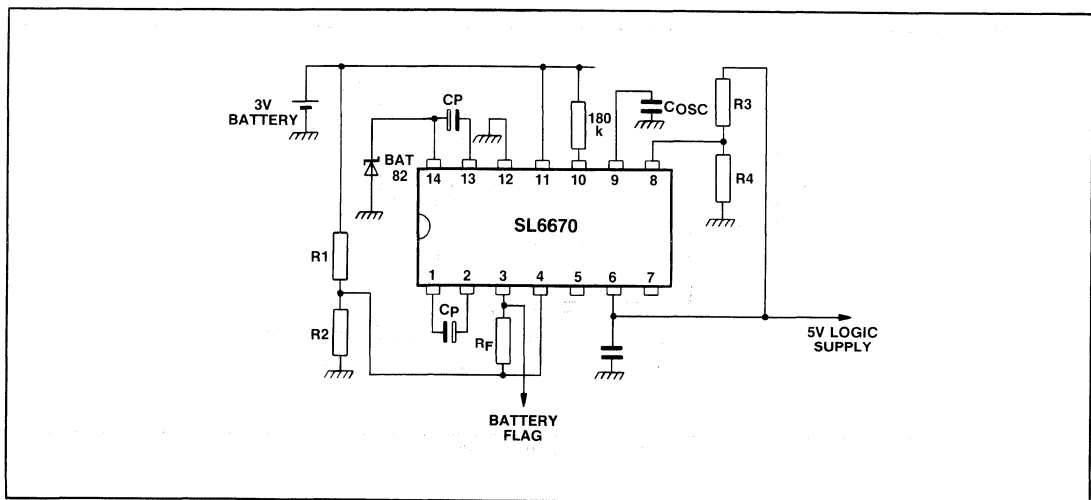 3V
BATTERY
CP
BAT
82
180
k
COSC
R3
R4
14 13 12 11 10 9 8
SL6670
R1
R2
1 2 3 4 5 6 7
CP
RF
5V LOGIC
SUPPLY
BATTERY
FLAG